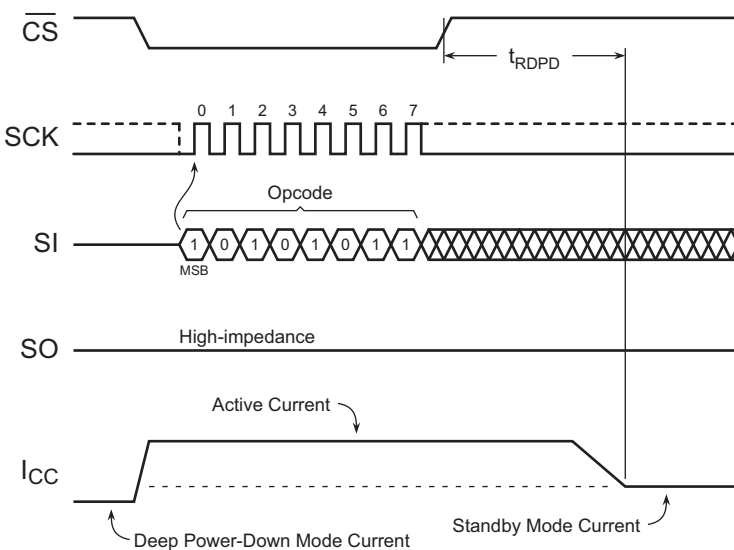 CS
tRDPD
0 1 2 3 4 5 6 7
SCK
Opcode
SI 1 0 1 0 1 0 1 1
MSB
High-impedance
SO
Active Current
ICC
Standby Mode Current
Deep Power-Down Mode Current